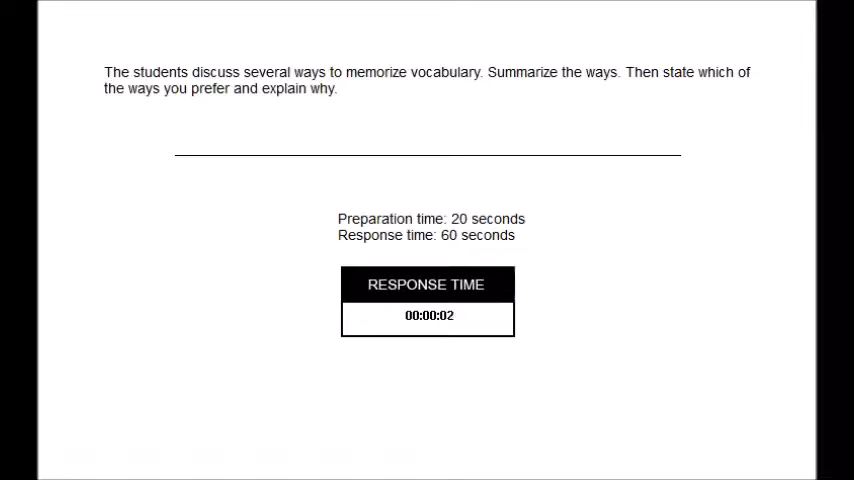 The students discuss several ways to memorize vocabulary. Summarize the ways. Then state which of
the ways you prefer and explain why.
Preparation time: 20 seconds
Response time: 60 seconds
RESPONSE TIME
00:00:02